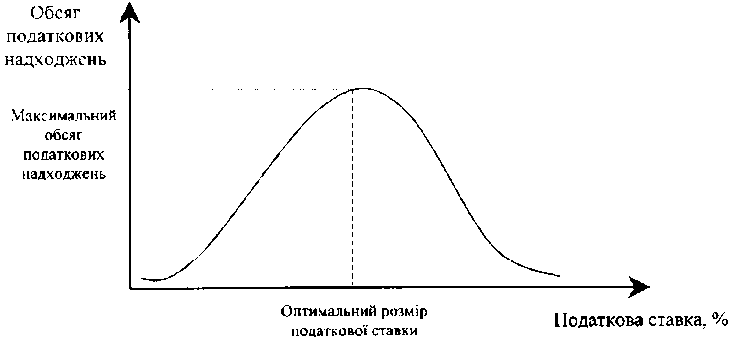 Обсяг
податкових
надходжень
Максимальний
обсяг
податкових
надходжень
Оптимальний розмір
податкової ставки
Податкова ставка, %